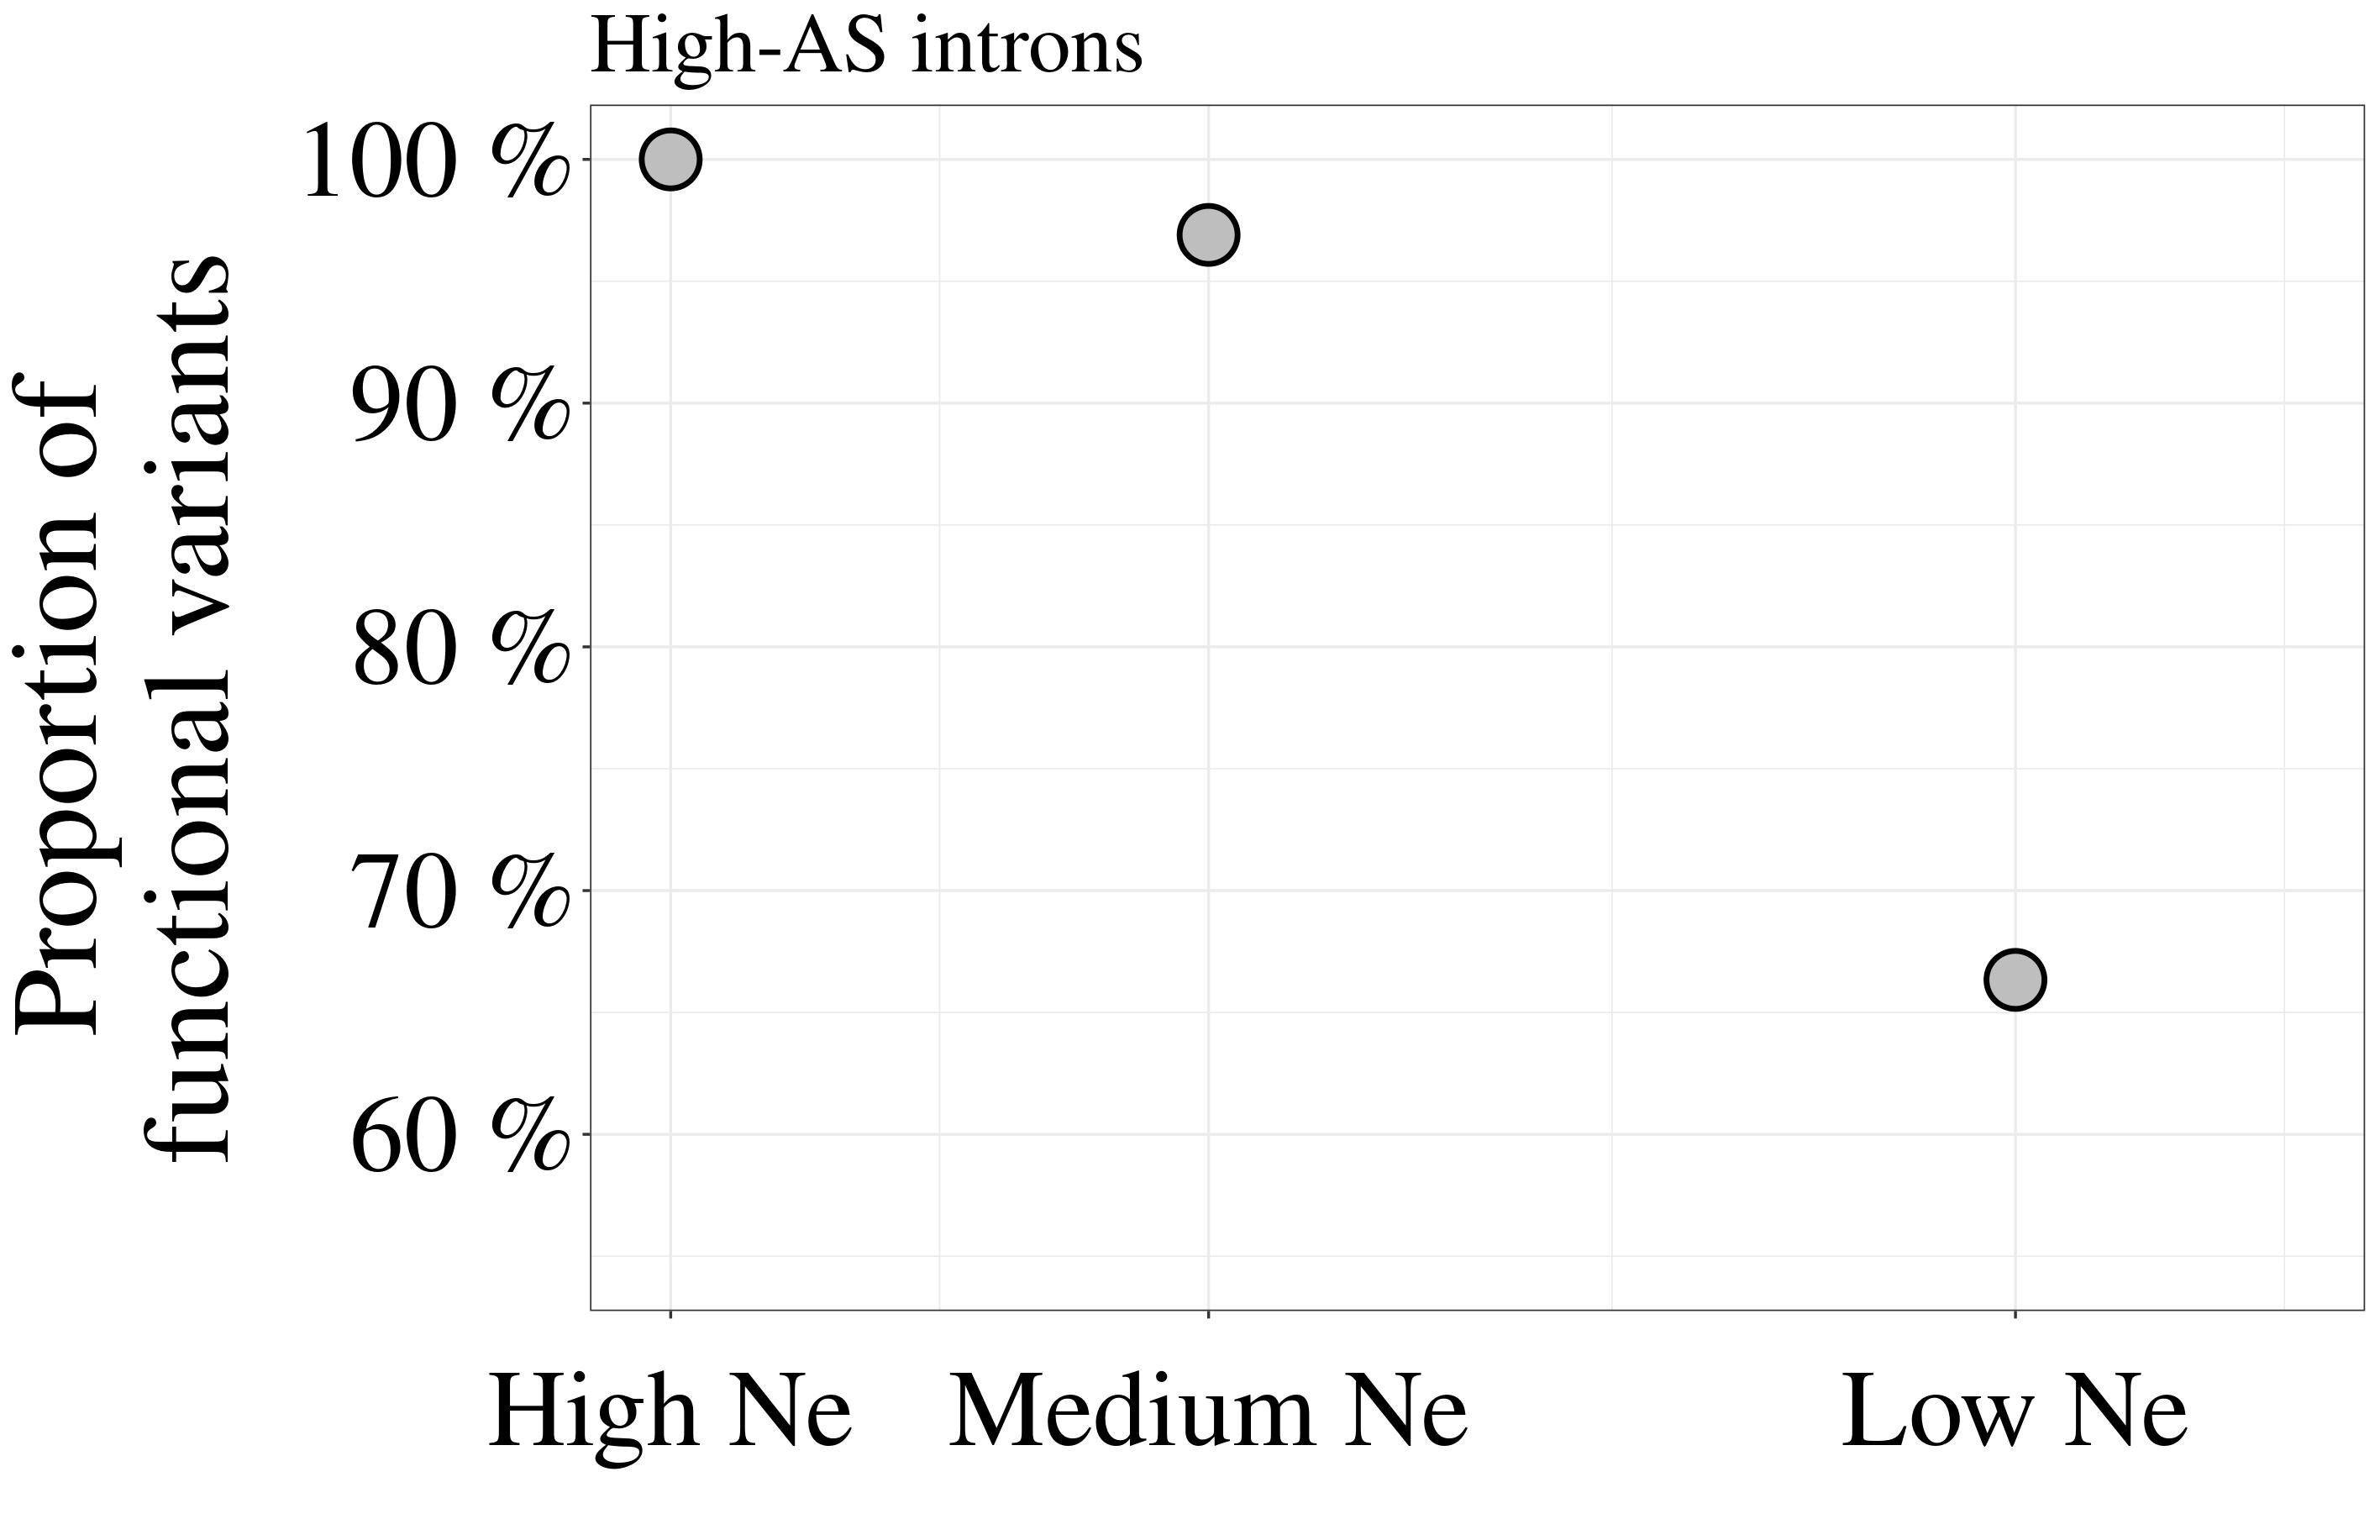 High-AS introns
Proportion of
functional variants
100 %
90 %
80 %
70 %
60 %
High Ne
Medium Ne
Low Ne